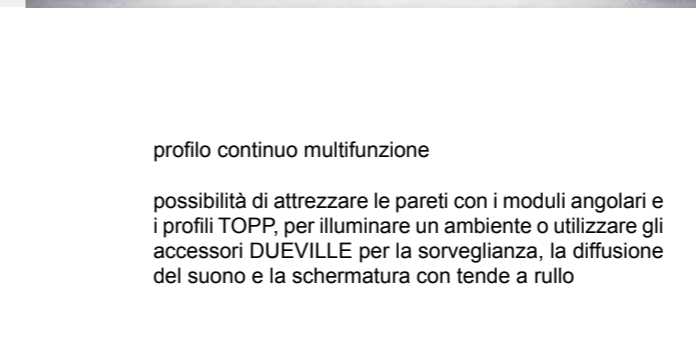 profilo continuo multifunzione
possibilità di attrezzare le pareti con i moduli angolari e
i profili TOPP, per illuminare un ambiente o utilizzare gli
accessori DUEVILLE per la sorveglianza, la diffusione
del suono e la schermatura con tende a rullo